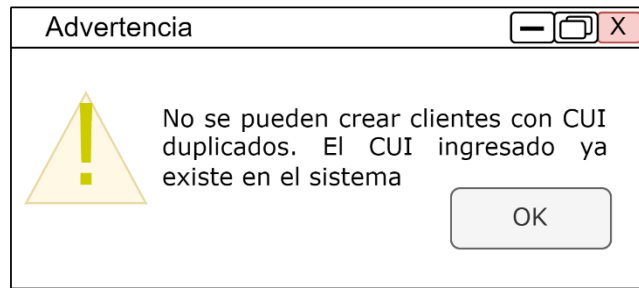 Advertencia
X
No se pueden crear clientes con CUI
duplicados. El CUI ingresado ya
existe en el sistema
OK